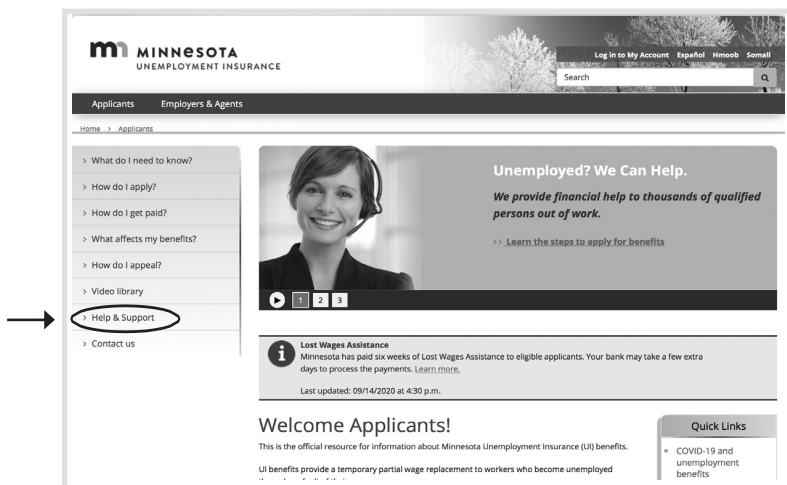 m MINNESOTA
UNEMPLOYMENT INSURANCE
Log in to My Account Español Hmoob Somali
Search
Applicants Employers & Agents
Home > Applicants
> What do I need to know?
> How do I apply?
> How do I get paid?
> What affects my benefits?
> How do I appeal?
> Video library
> Help & Support
> Contact us
Unemployed? We Can Help.
We provide financial help to thousands of qualified
persons out of work.
>> Learn the steps to apply for benefits
1 2 3
i
Lost Wages Assistance
Minnesota has paid six weeks of Lost Wages Assistance to eligible applicants. Your bank may take a few extra
days to process the payments. Learn more.
Last updated: 09/14/2020 at 4:30 p.m.
Welcome Applicants!
This is the official resource for information about Minnesota Unemployment Insurance (UI) benefits.
UI benefits provide a temporary partial wage replacement to workers who become unemployed
Quick Links
COVID-19 and
unemployment
benefits